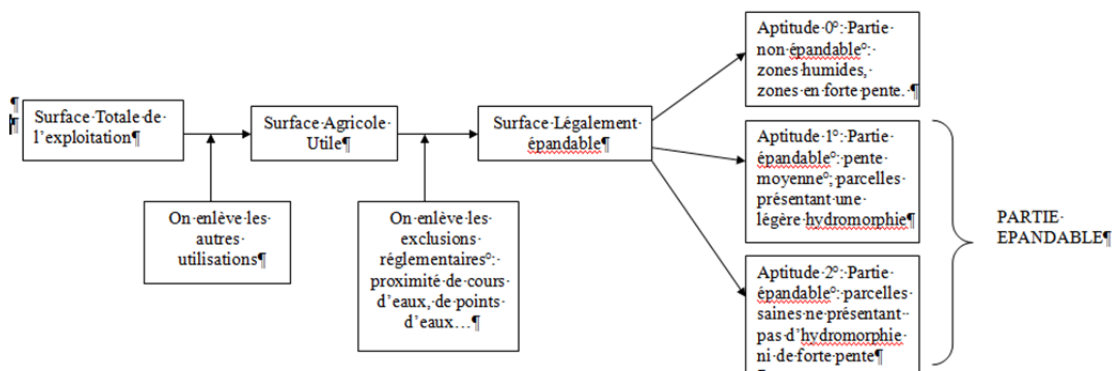 Surface Totale de
l'exploitation¶
Surface Agricole
Utile¶
Surface Légalement
épandable¶
On enlève les
autres
utilisations¶
On enlève les
exclusions
réglementaires°:
proximité de cours
d'eaux, de points
d'eaux…¶
Aptitude 0°: Partie
non épandable°:
zones humides,
zones en forte pente. ¶
Aptitude 1°: Partie
épandable°: pente
moyenne°; parcelles
présentant une
légère hydromorphie¶
Aptitude 2°: Partie
épandable°: parcelles
saines ne présentant
pas d'hydromorphie
ni de forte pente¶
PARTIE
EPANDABLE¶